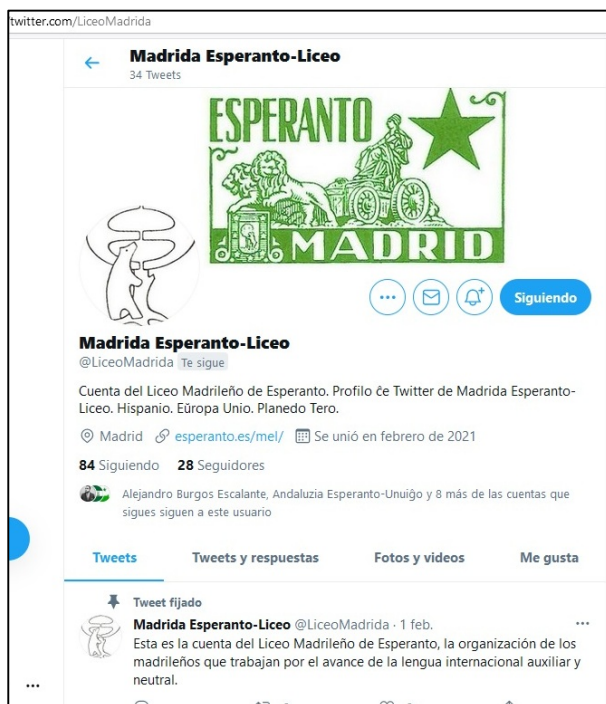 twitter.com/LiceoMadrida
Madrida Esperanto-Liceo
34 Tweets
ESPERANTO
MADRID
Siguiendo
Madrida Esperanto-Liceo
@LiceoMadrida Te sigue
Cuenta del Liceo Madrileño de Esperanto. Profilo ĉe Twitter de Madrida Esperanto-
Liceo. Hispanio. Eŭropa Unio. Planedo Tero.
Madrid esperanto.es/mel/ Se unió en febrero de 2021
84 Siguiendo 28 Seguidores
Alejandro Burgos Escalante, Andaluzia Esperanto-Unuiĝo y 8 más de las cuentas que
sigues siguen a este usuario
Tweets Tweets y respuestas Fotos y videos Me gusta
Tweet fijado
Madrida Esperanto-Liceo @LiceoMadrida · 1 feb.
Esta es la cuenta del Liceo Madrileño de Esperanto, la organización de los
madrileños que trabajan por el avance de la lengua internacional auxiliar y
neutral.